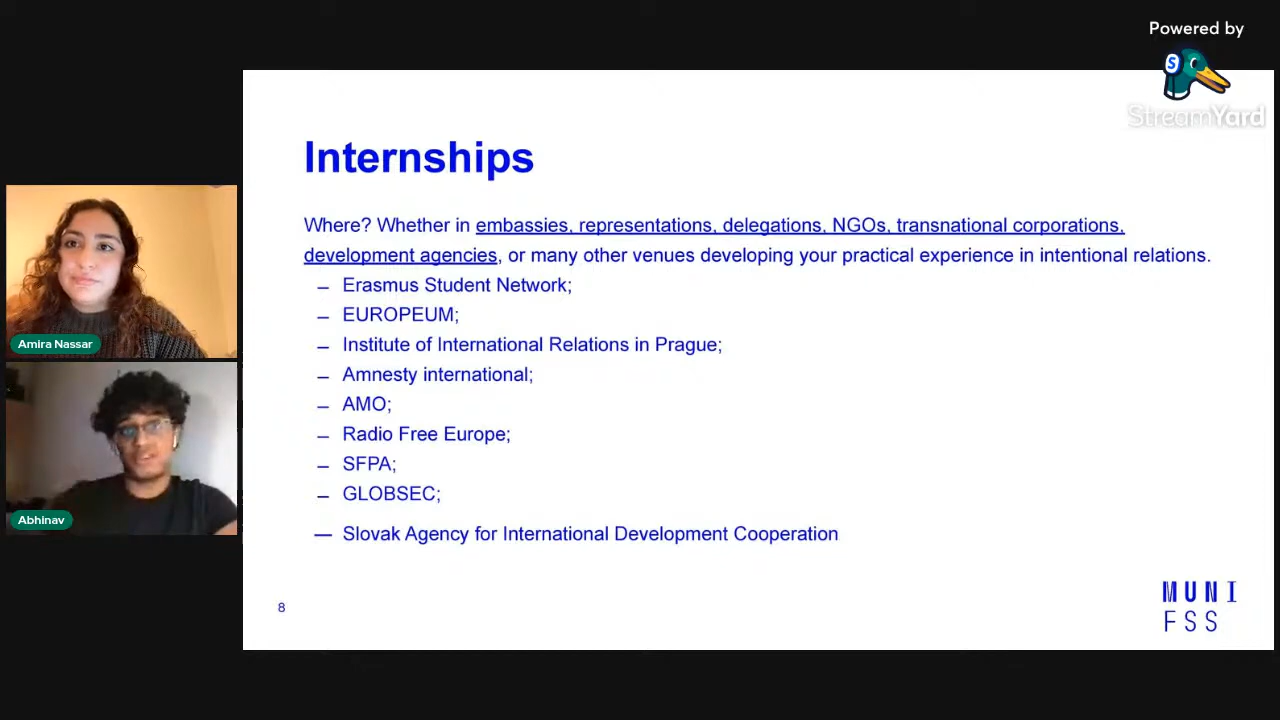 Powered by
StreamYard
Internships
Where? Whether in embassies, representations, delegations, NGOs, transnational corporations,
development agencies, or many other venues developing your practical experience in intentional relations.
– Erasmus Student Network;
– EUROPEUM;
– Institute of International Relations in Prague;
– Amnesty international;
– AMO;
– Radio Free Europe;
– SFPA;
– GLOBSEC;
— Slovak Agency for International Development Cooperation
Amira Nassar
Abhinav
8
MUNI
FSS